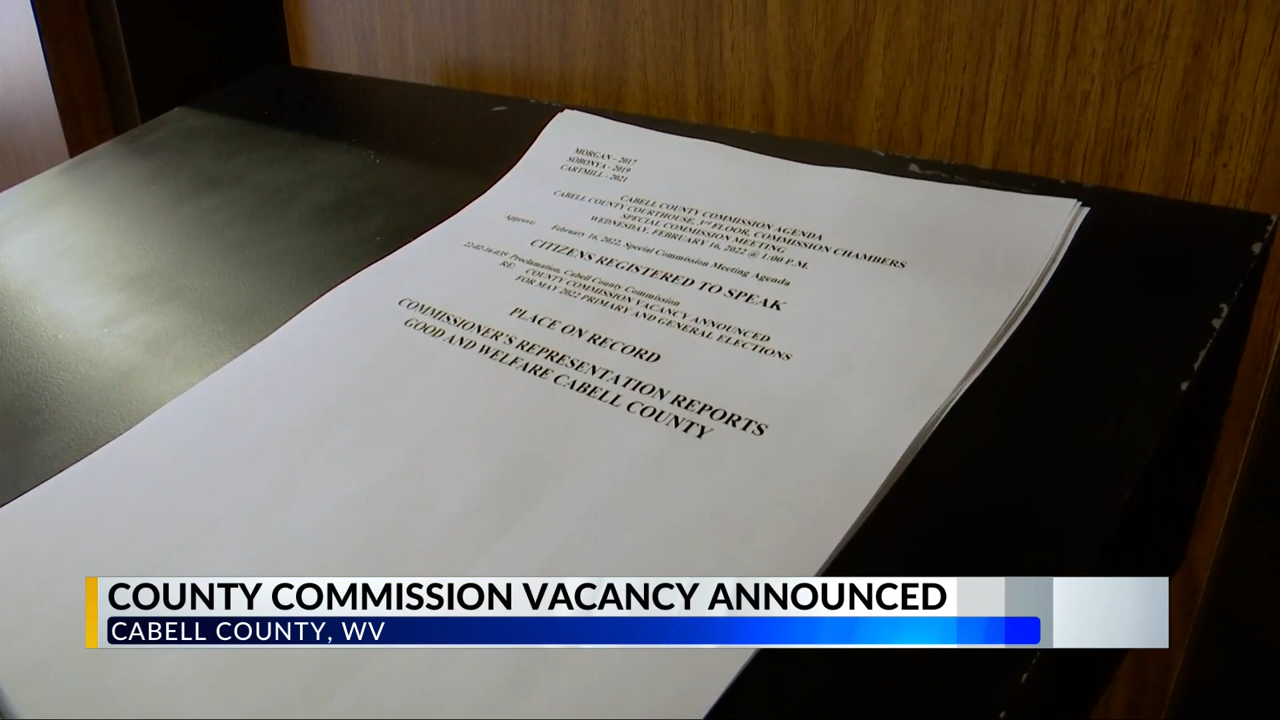 MORGAN - 2017
SOBONYA - 2019
CARTMILL - 2021
CABELL COUNTY COMMISSION AGENDA
CABELL COUNTY COURTHOUSE, 3rd FLOOR, COMMISSION CHAMBERS
SPECIAL COMMISSION MEETING
WEDNESDAY, FEBRUARY 16, 2022 @ 1:00 P.M.
Approve: February 16, 2022, Special Commission Meeting Agenda
CITIZENS REGISTERED TO SPEAK
Proclamation, Cabell County Commission
RE: COUNTY COMMISSION VACANCY ANNOUNCED
FOR MAY 2022 PRIMARY AND GENERAL ELECTIONS
PLACE ON RECORD
COMMISSIONER'S REPRESENTATION REPORTS
GOOD AND WELFARE CABELL COUNTY
COUNTY COMMISSION VACANCY ANNOUNCED
CABELL COUNTY, WV